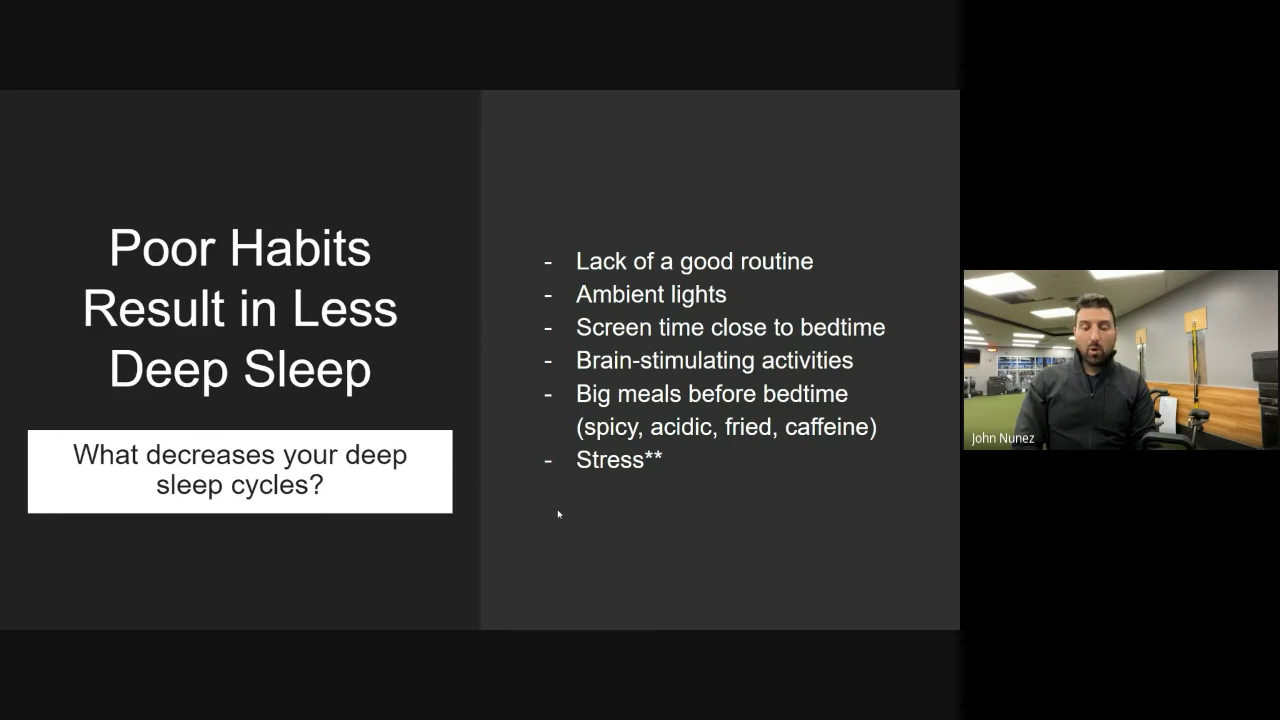 Poor Habits
Result in Less
Deep Sleep
What decreases your deep
sleep cycles?
- Lack of a good routine
- Ambient lights
- Screen time close to bedtime
- Brain-stimulating activities
- Big meals before bedtime
(spicy, acidic, fried, caffeine)
- Stress**
John Nunez